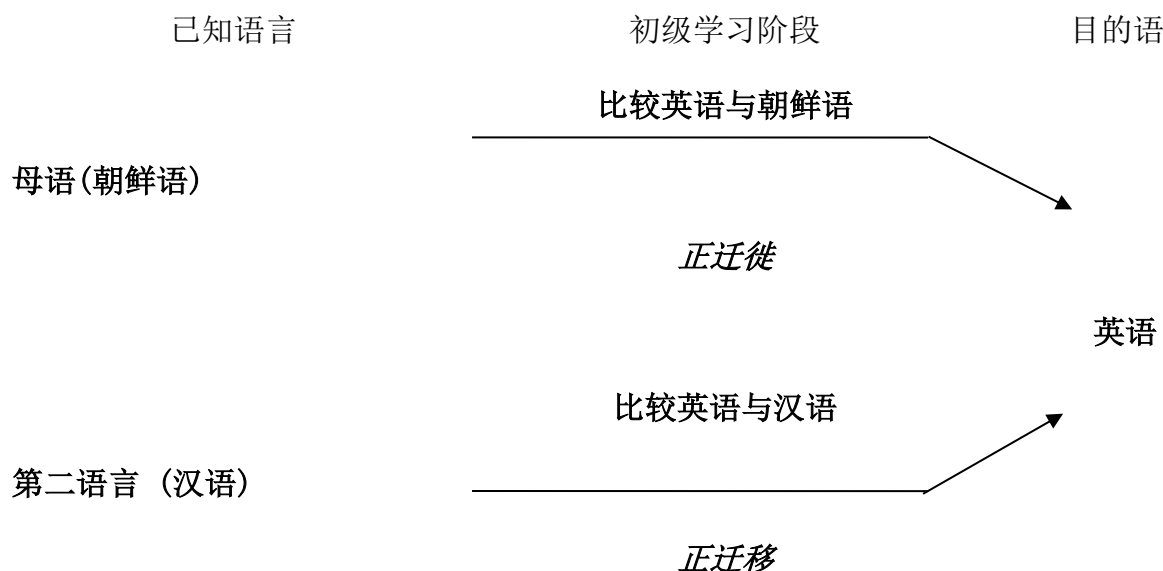 已知语言 初级学习阶段 目的语
比较英语与朝鲜语
母语(朝鲜语)
正迁徙
英语
比较英语与汉语
第二语言 (汉语)
正迁移